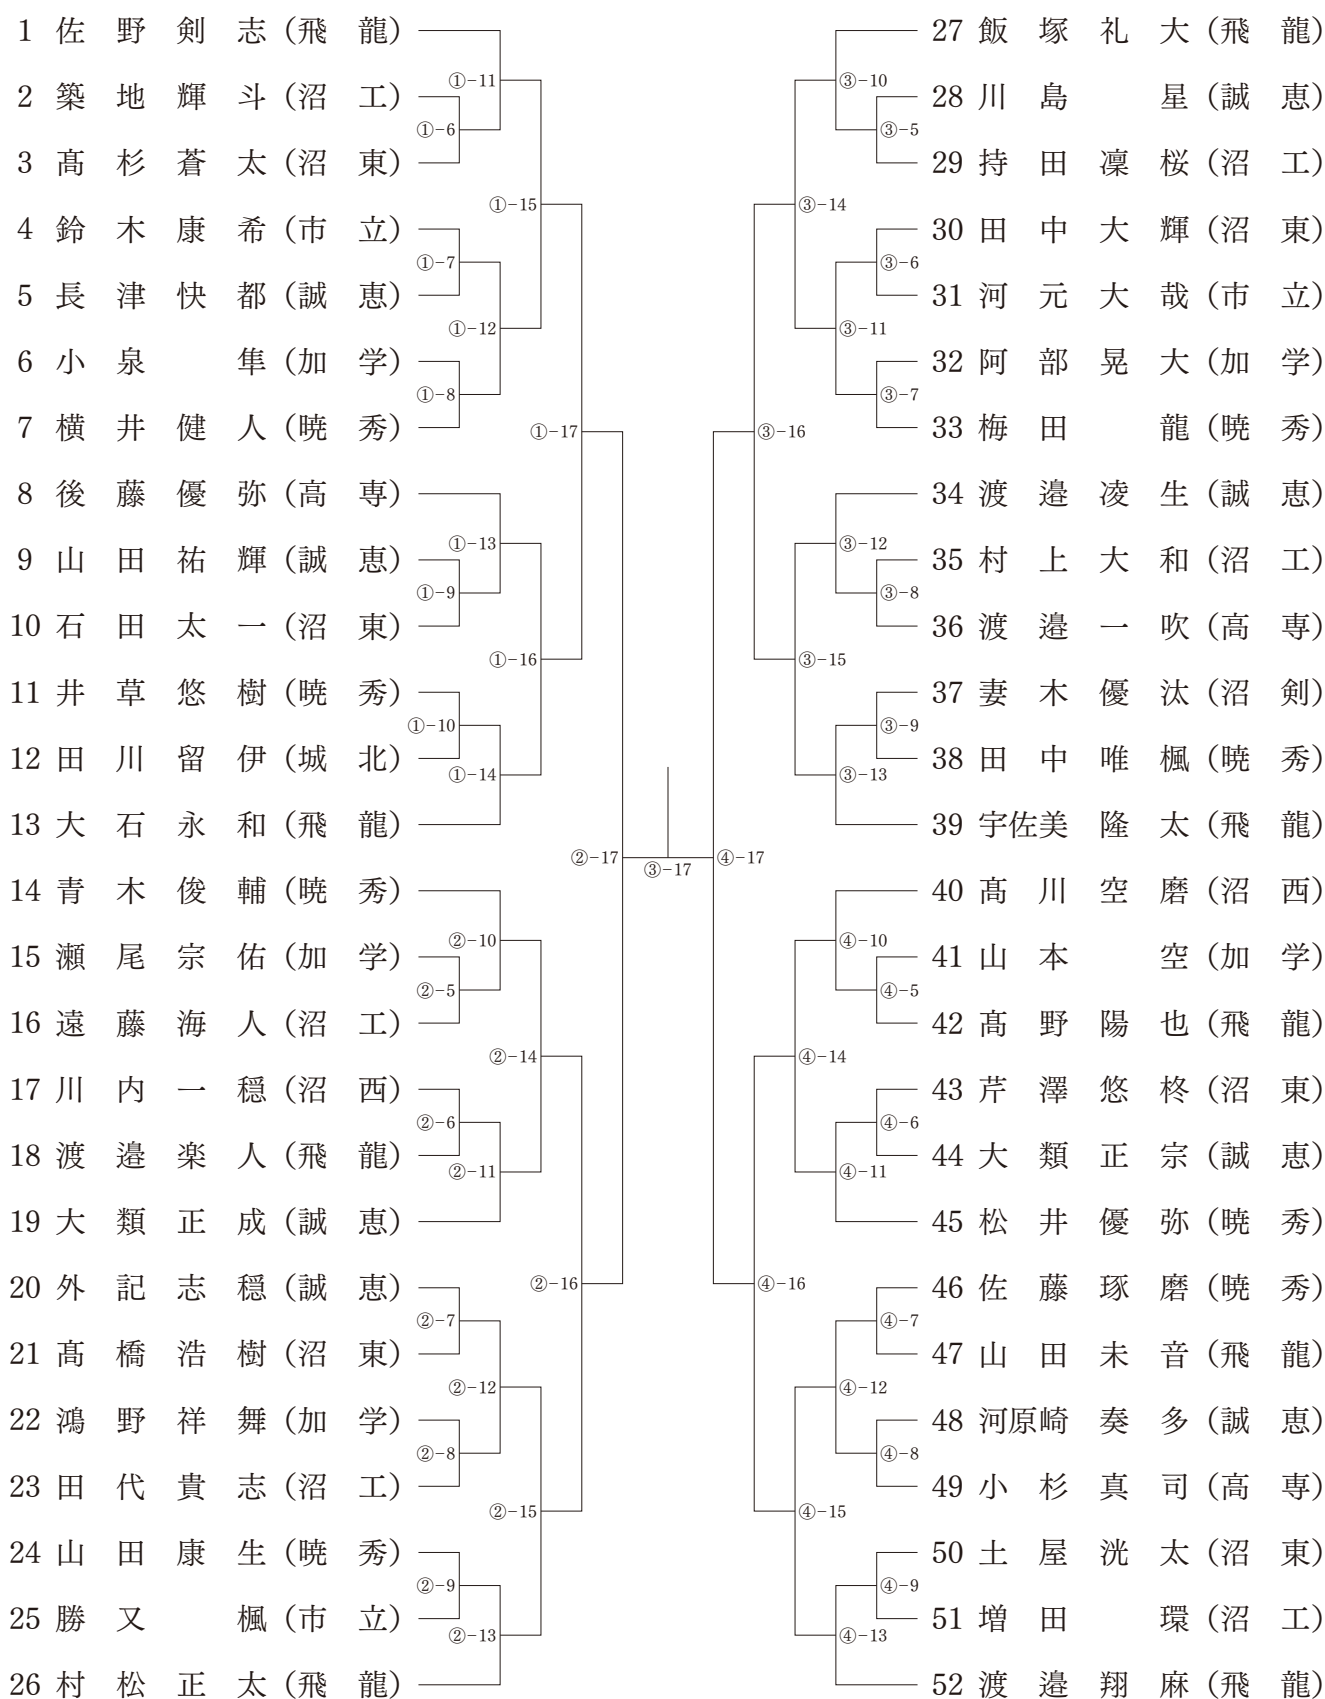 1 佐野剣志(飛龍)
①-11
2 築地輝斗(沼工)
①-6
3 髙杉蒼太(沼東)
①-15
4 鈴木康希(市立)
①-7
5 長津快都(誠恵)
①-12
6 小泉隼(加学)
①-8
7 横井健人(暁秀)
①-17
8 後藤優弥(高専)
①-13
9 山田祐輝(誠恵)
①-9
10 石田太一(沼東)
①-16
11 井草悠樹(暁秀)
①-10
12 田川留伊(城北)
①-14
13 大石永和(飛龍)
②-17
14 青木俊輔(暁秀)
②-10
15 瀬尾宗佑(加学)
②-5
16 遠藤海人(沼工)
②-14
17 川内一穏(沼西)
②-6
18 渡邉楽人(飛龍)
②-11
19 大類正成(誠恵)
20 外記志穏(誠恵)
②-16
②-7
21 髙橋浩樹(沼東)
②-12
22 鴻野祥舞(加学)
②-8
23 田代貴志(沼工)
②-15
24 山田康生(暁秀)
②-9
25 勝又楓(市立)
②-13
26 村松正太(飛龍)
③-17
27 飯塚礼大(飛龍)
③-10
28 川島星(誠恵)
③-5
29 持田凜桜(沼工)
③-14
30 田中大輝(沼東)
③-6
31 河元大哉(市立)
③-11
32 阿部晃大(加学)
③-7
33 梅田龍(暁秀)
③-16
34 渡邉凌生(誠恵)
③-12
35 村上大和(沼工)
③-8
36 渡邉一吹(高専)
③-15
37 妻木優汰(沼剣)
③-9
38 田中唯楓(暁秀)
③-13
39 宇佐美隆太(飛龍)
④-17
40 髙川空磨(沼西)
④-10
41 山本空(加学)
④-5
42 髙野陽也(飛龍)
④-14
43 芹澤悠柊(沼東)
④-6
44 大類正宗(誠恵)
④-11
45 松井優弥(暁秀)
46 佐藤琢磨(暁秀)
④-16
④-7
47 山田未音(飛龍)
④-12
48 河原崎奏多(誠恵)
④-8
49 小杉真司(高専)
④-15
50 土屋洸太(沼東)
④-9
51 増田環(沼工)
④-13
52 渡邉翔麻(飛龍)